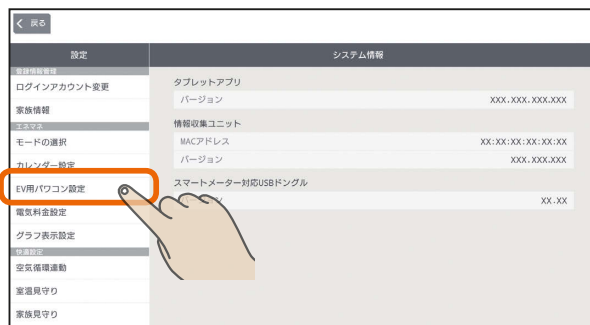 戻る
設定
システム情報
登録情報管理
ログインアカウント変更
家族情報
エネマネ
モードの選択
カレンダー設定
EV用パワコン設定
電気料金設定
グラフ表示設定
快適設定
空気循環連動
室温見守り
家族見守り
タブレットアプリ
バージョン XXX.XXX.XXX.XXX
情報収集ユニット
MACアドレス XX:XX:XX:XX:XX:XX
バージョン XXX.XXX.XXX
スマートメーター対応USBドングル
バージョン XX.XX